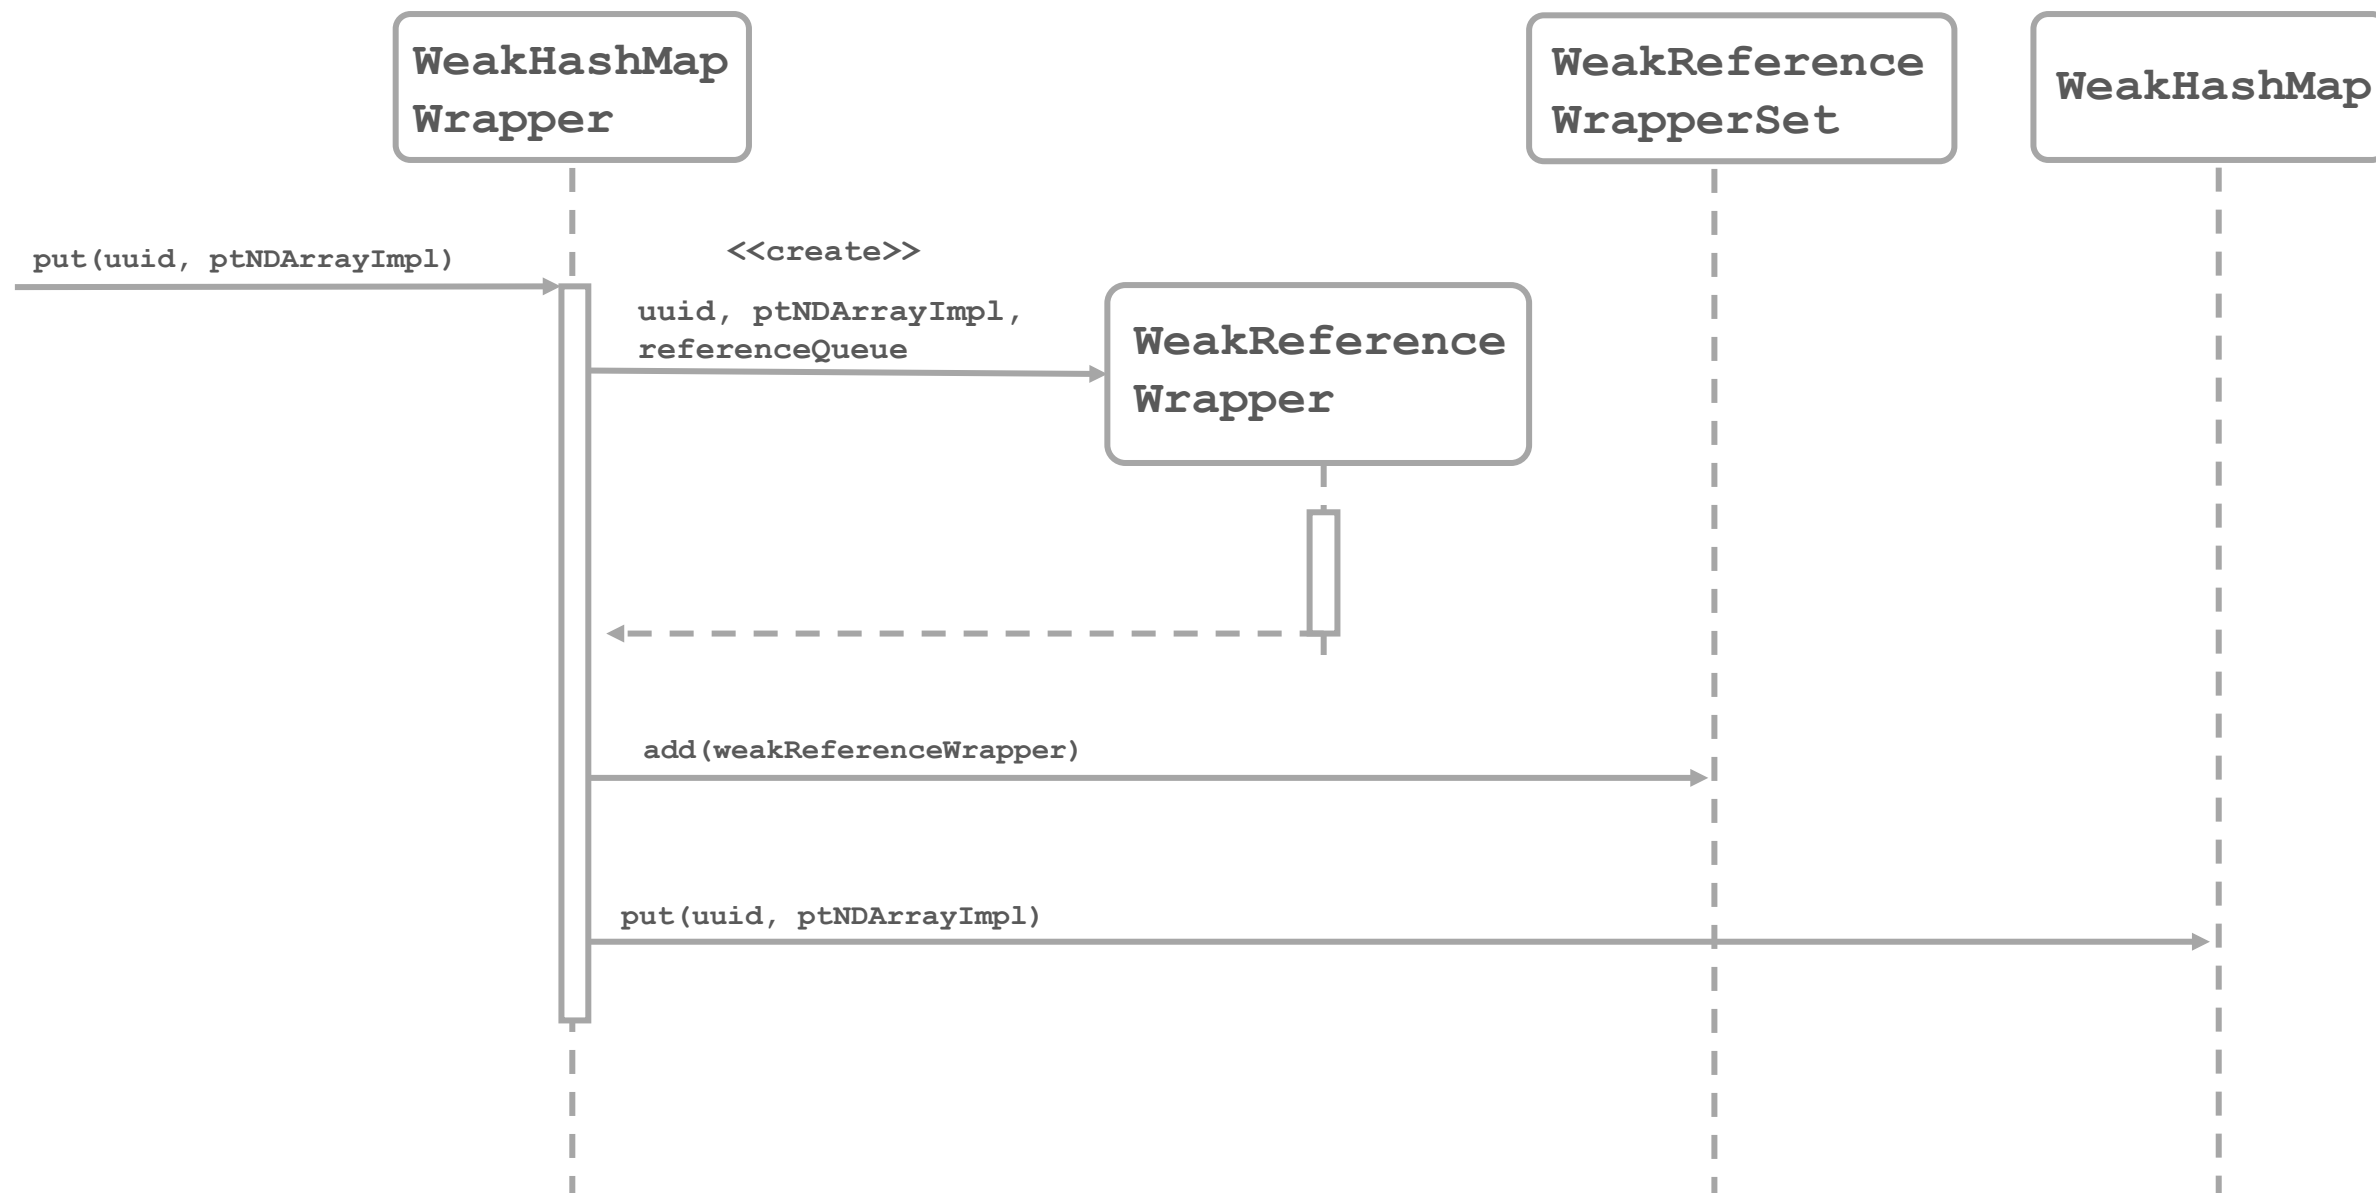 WeakHashMap
Wrapper
WeakReference
WrapperSet
WeakHashMap
put(uuid, ptNDArrayImpl)
<<create>>
uuid, ptNDArrayImpl,
referenceQueue
WeakReference
Wrapper
add(weakReferenceWrapper)
put(uuid, ptNDArrayImpl)